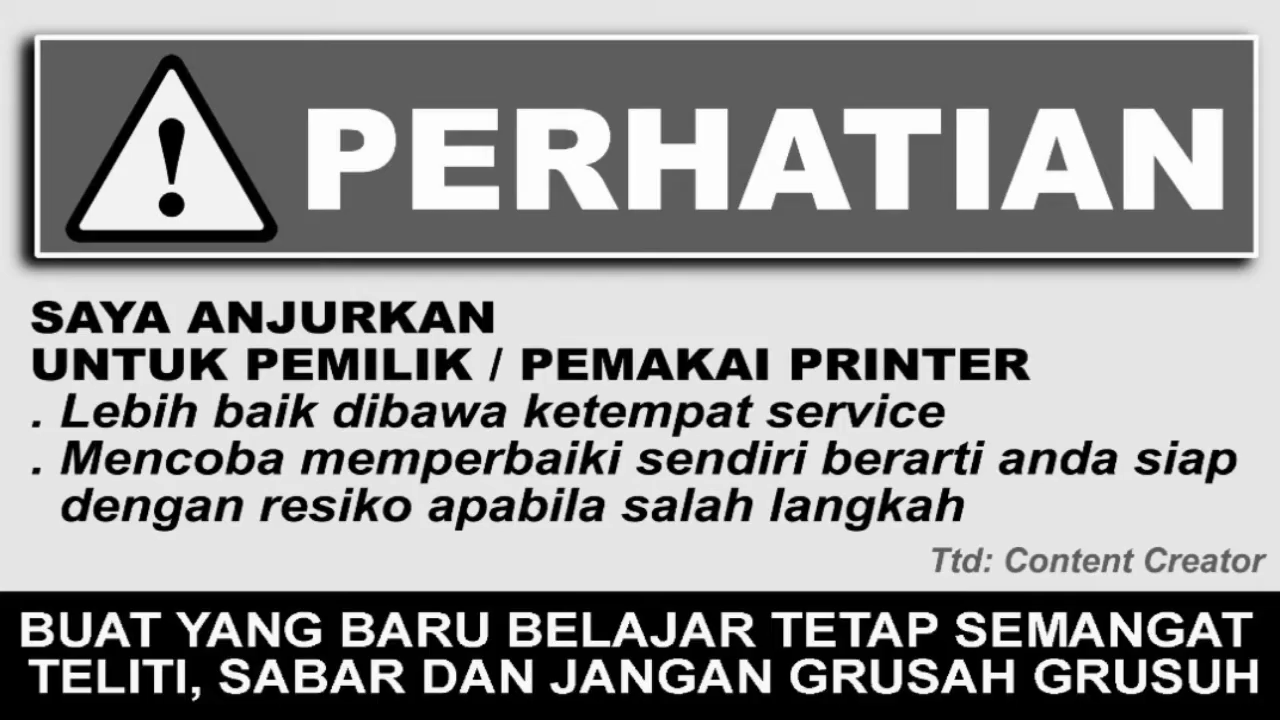 PERHATIAN
SAYA ANJURKAN
UNTUK PEMILIK / PEMAKAI PRINTER
. Lebih baik dibawa ketempat service
. Mencoba memperbaiki sendiri berarti anda siap
dengan resiko apabila salah langkah
Ttd: Content Creator
BUAT YANG BARU BELAJAR TETAP SEMANGAT
TELITI, SABAR DAN JANGAN GRUSAH GRUSUH